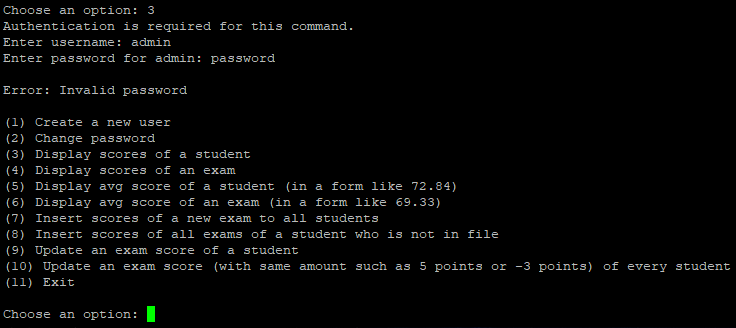 Choose an option: 3
Authentication is required for this command.
Enter username: admin
Enter password for admin: password
Error: Invalid password
(1) Create a new user
(2) Change password
(3) Display scores of a student
(4) Display scores of an exam
(5) Display avg score of a student (in a form like 72.84)
(6) Display avg score of an exam (in a form like 69.33)
(7) Insert scores of a new exam to all students
(8) Insert scores of all exams of a student who is not in file
(9) Update an exam score of a student
(10) Update an exam score (with same amount such as 5 points or -3 points) of every student
(11) Exit
Choose an option: